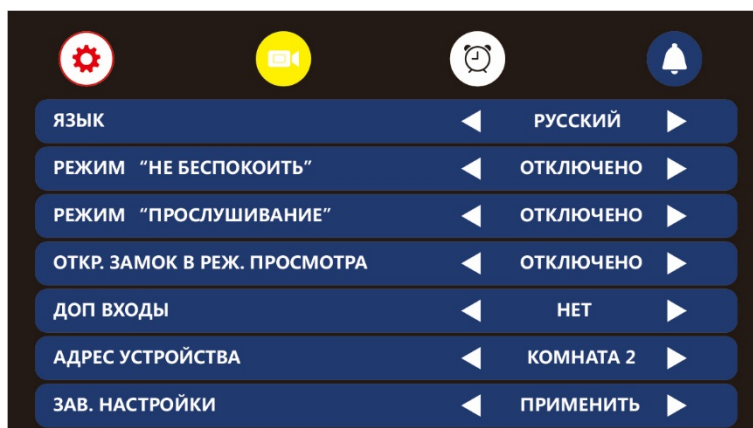 ЯЗЫК РУССКИЙ
РЕЖИМ “НЕ БЕСПОКОИТЬ” ОТКЛЮЧЕНО
РЕЖИМ “ПРОСЛУШИВАНИЕ” ОТКЛЮЧЕНО
ОТКР. ЗАМОК В РЕЖ. ПРОСМОТРА ОТКЛЮЧЕНО
ДОП ВХОДЫ НЕТ
АДРЕС УСТРОЙСТВА КОМНАТА 2
ЗАВ. НАСТРОЙКИ ПРИМЕНИТЬ